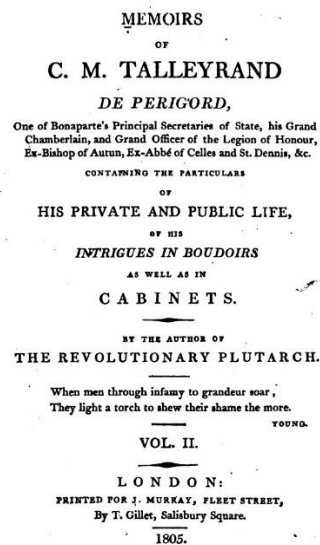 MEMOIRS
OF
C. M. TALLEYRAND
DE PERIGORD,
One of Bonaparte's Principal Secretaries of State, his Grand
Chamberlain, and Grand Officer of the Legion of Honour,
Ex-Bishop of Autun, Ex-Abbé of Celles and St. Dennis, &c.
CONTAINING THE PARTICULARS
OF
HIS PRIVATE AND PUBLIC LIFE,
OF HIS
INTRIGUES IN BOUDOIRS
AS WELL AS IN
CABINETS.
BY THE AUTHOR OF
THE REVOLUTIONARY PLUTARCH.
When men through infamy to grandeur soar,
They light a torch to shew their shame the more.
YOUNG.
VOL. II.
LONDON:
PRINTED FOR J. MURRAY, FLEET STREET,
By T. Gillet, Salisbury Square.
1805.